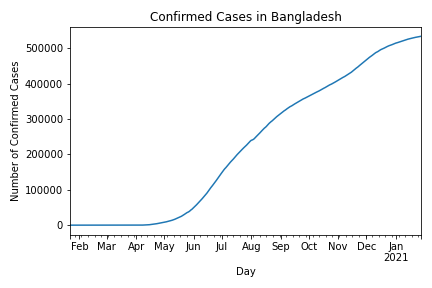 Confirmed Cases in Bangladesh
Number of Confirmed Cases
500000
400000
300000
200000
100000
0
Feb Mar Apr May Jun Jul Aug Sep Oct Nov Dec Jan
2021
Day